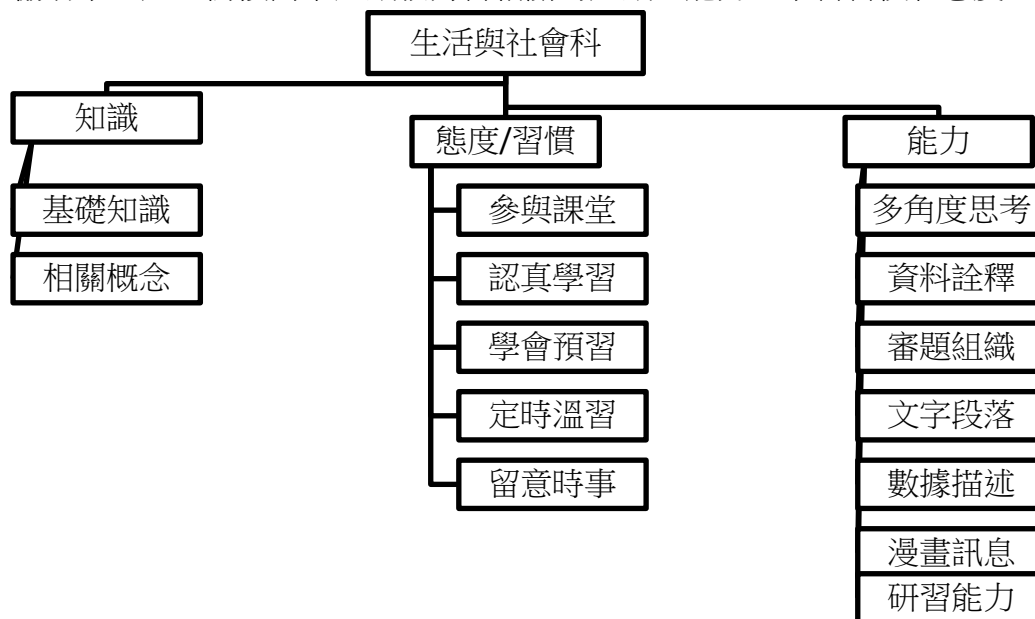 生活與社會科
知識
基礎知識
相關概念
態度/習慣
參與課堂
認真學習
學會預習
定時溫習
留意時事
能力
多角度思考
資料詮釋
審題組織
文字段落
數據描述
漫畫訊息
研習能力